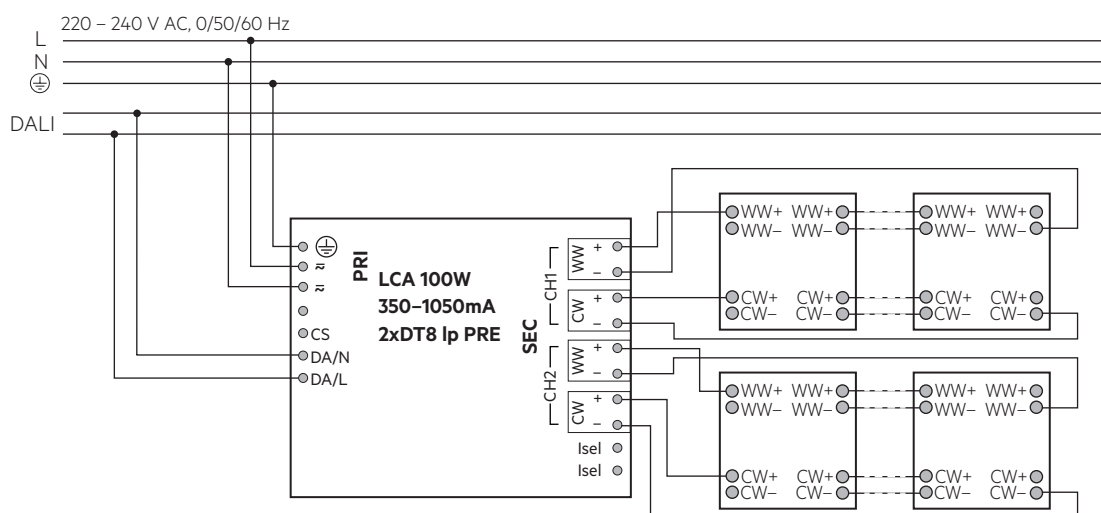 220 – 240 V AC, 0/50/60 Hz
L
N
DALI
PRI
LCA 100W
350–1050mA
2xDT8 lp PRE
SEC
≂
≂
CS
DA/N
DA/L
CH1
WW + –
CW + –
CH2
WW + –
CW + –
Isel
Isel
WW+ WW+ WW+ WW+
WW– WW– WW– WW–
CW+ CW+ CW+ CW+
CW– CW– CW– CW–
WW+ WW+ WW+ WW+
WW– WW– WW– WW–
CW+ CW+ CW+ CW+
CW– CW– CW– CW–